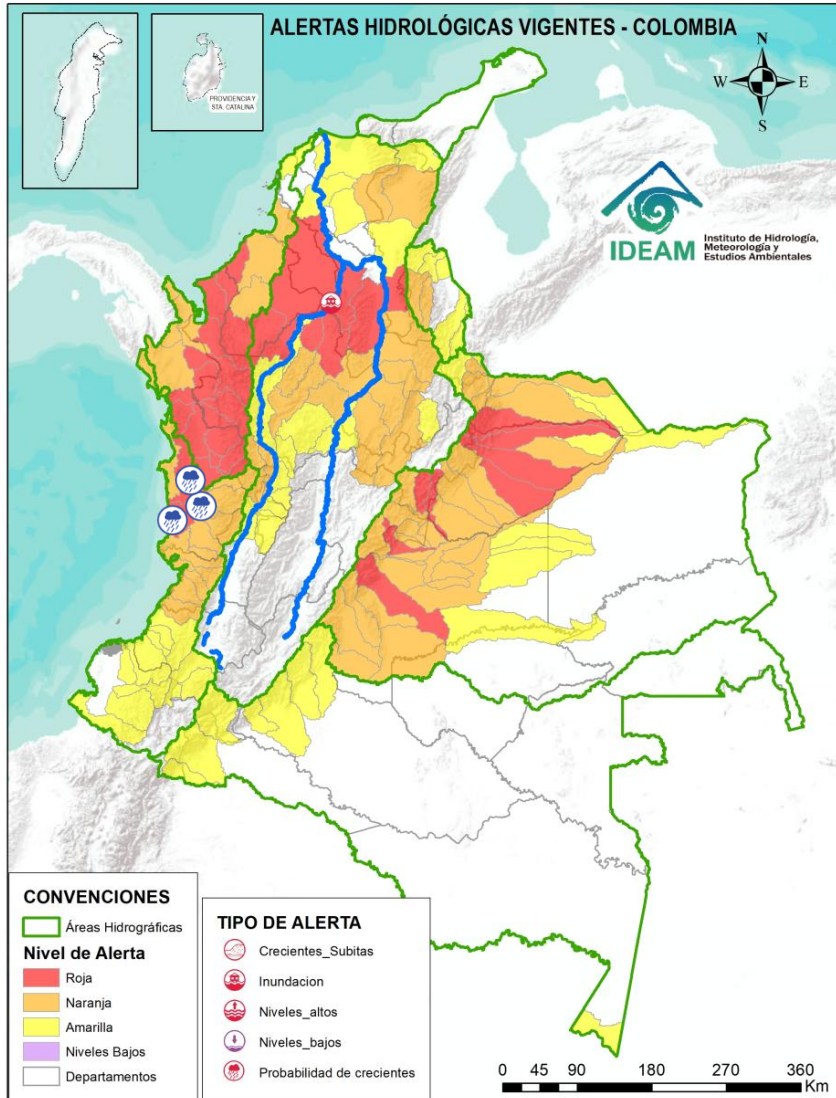 ALERTAS HIDROLÓGICAS VIGENTES - COLOMBIA
PROVIDENCIA Y
STA. CATALINA
N
W
E
S
IDEAM
Instituto de Hidrología,
Meteorología y
Estudios Ambientales
CONVENCIONES
Áreas Hidrográficas
Nivel de Alerta
Roja
Naranja
Amarilla
Niveles Bajos
Departamentos
TIPO DE ALERTA
Crecientes_Subitas
Inundacion
Niveles_altos
Niveles_bajos
Probabilidad de crecientes
0 45 90 180 270 360
Km